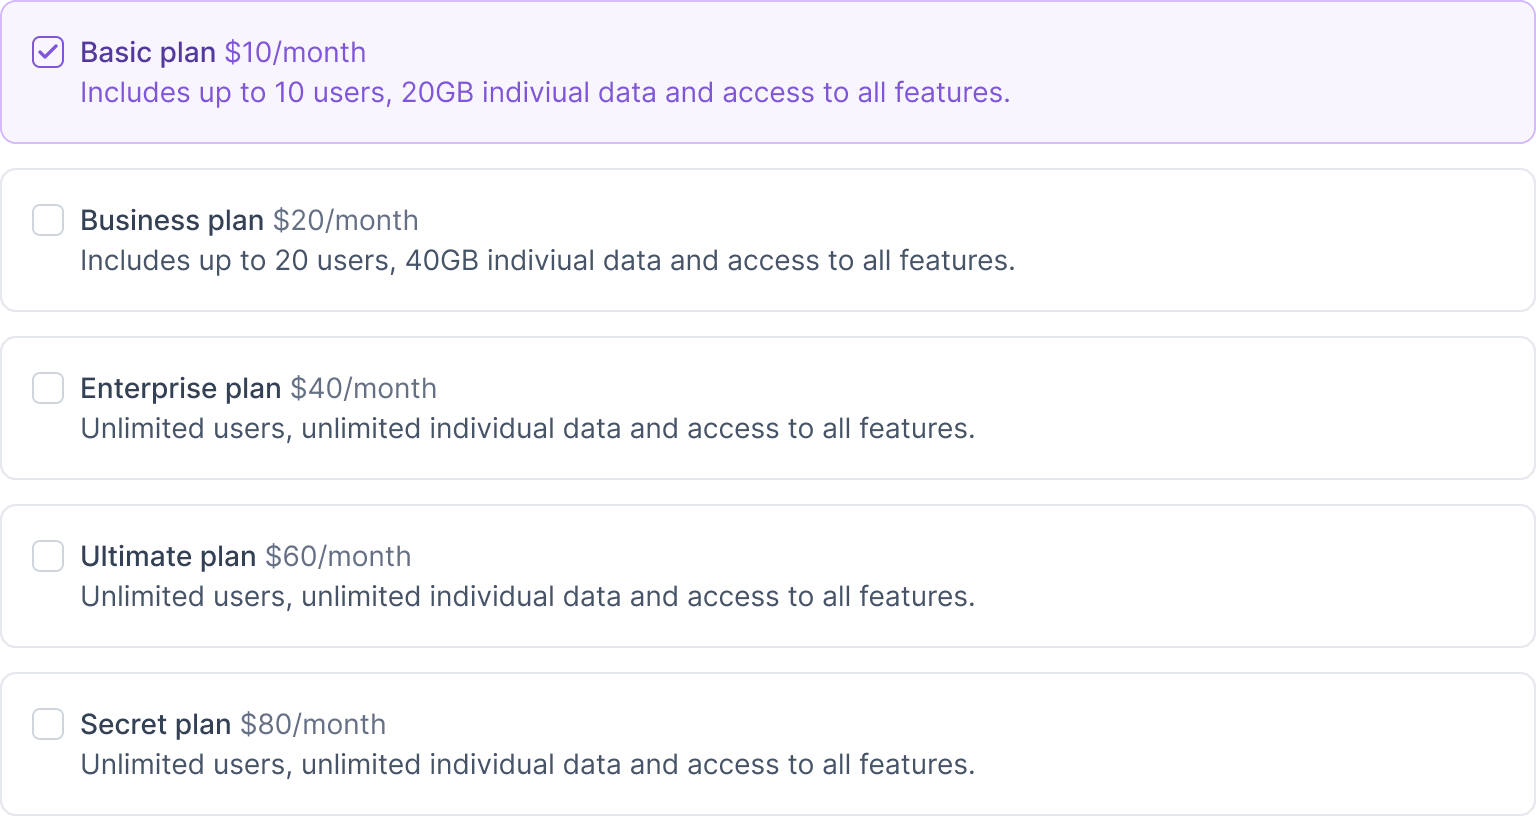 Basic plan $10/month
Includes up to 10 users, 20GB indiviual data and access to all features.
Business plan $20/month
Includes up to 20 users, 40GB indiviual data and access to all features.
Enterprise plan $40/month
Unlimited users, unlimited individual data and access to all features.
Ultimate plan $60/month
Unlimited users, unlimited individual data and access to all features.
Secret plan $80/month
Unlimited users, unlimited individual data and access to all features.